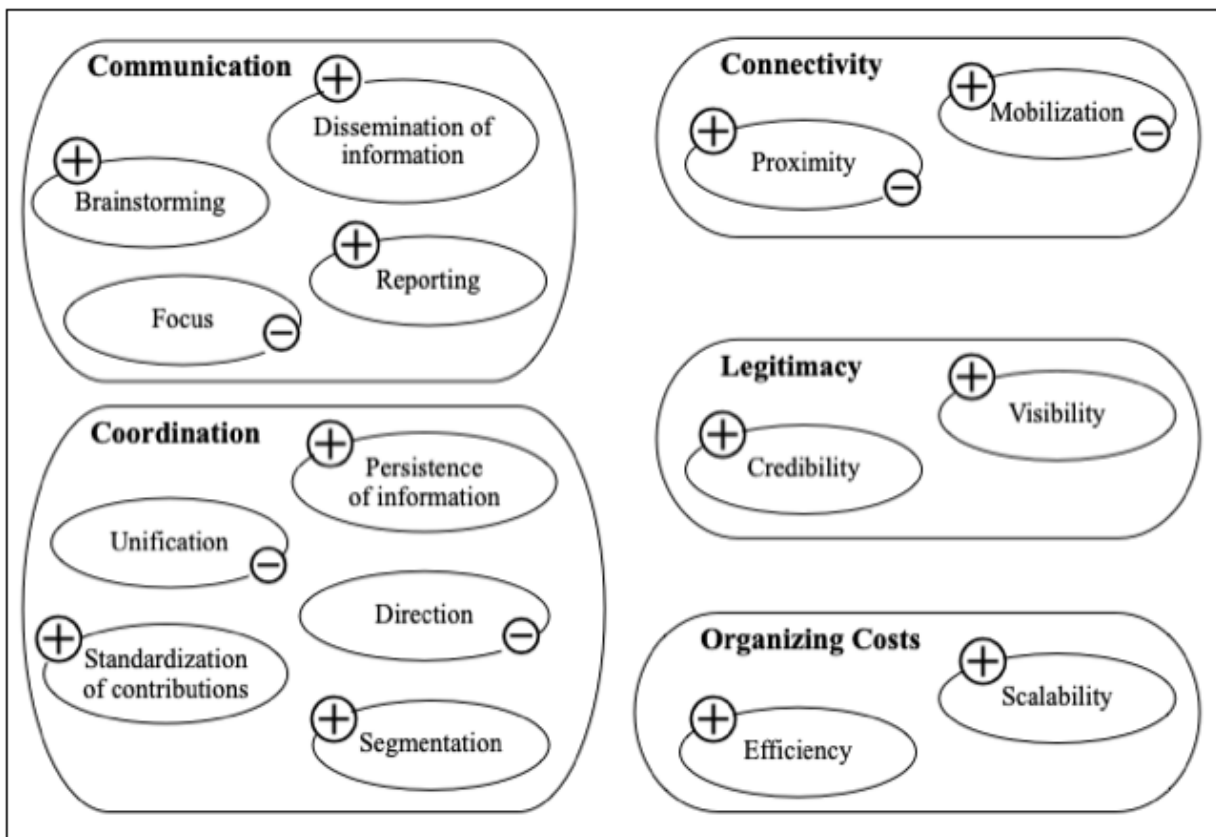 Communication
+
Dissemination of
information
+
Brainstorming
+
Reporting
Focus
−
Coordination
+
Persistence
of information
Unification
−
Direction
−
+
Standardization
of contributions
+
Segmentation
Connectivity
+
Mobilization
−
+
Proximity
−
Legitimacy
+
Visibility
+
Credibility
Organizing Costs
+
Scalability
+
Efficiency